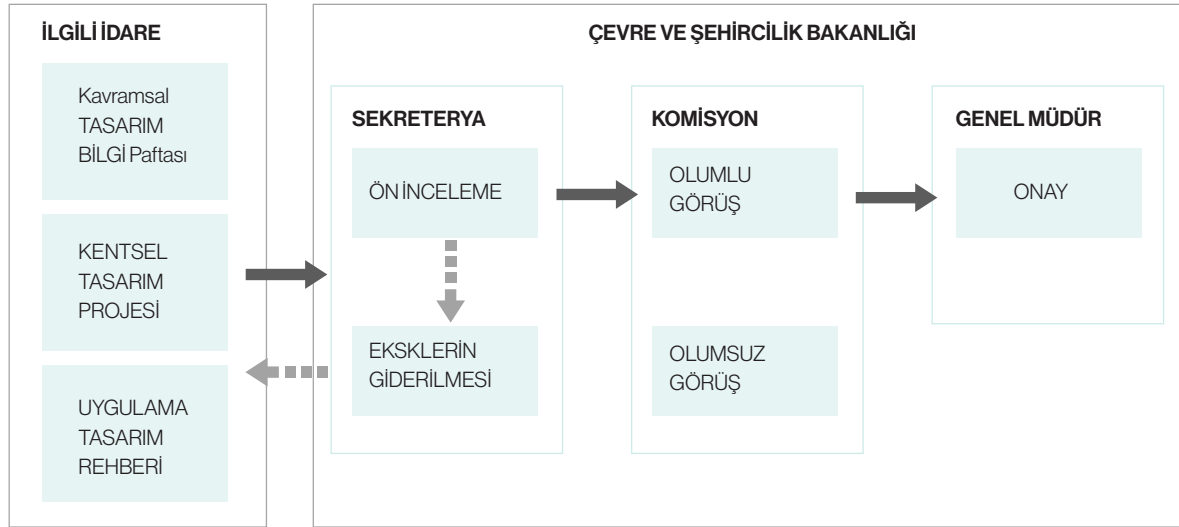 İLGİLİ İDARE
Kavramsal
TASARIM
BİLGİ Paftası
KENTSEL
TASARIM
PROJESİ
UYGULAMA
TASARIM
REHBERİ
ÇEVRE VE ŞEHİRCİLİK BAKANLIĞI
SEKRETERYA
ÖN İNCELEME
EKSKLERİN
GİDERİLMESİ
KOMİSYON
OLUMLU
GÖRÜŞ
OLUMSUZ
GÖRÜŞ
GENEL MÜDÜR
ONAY